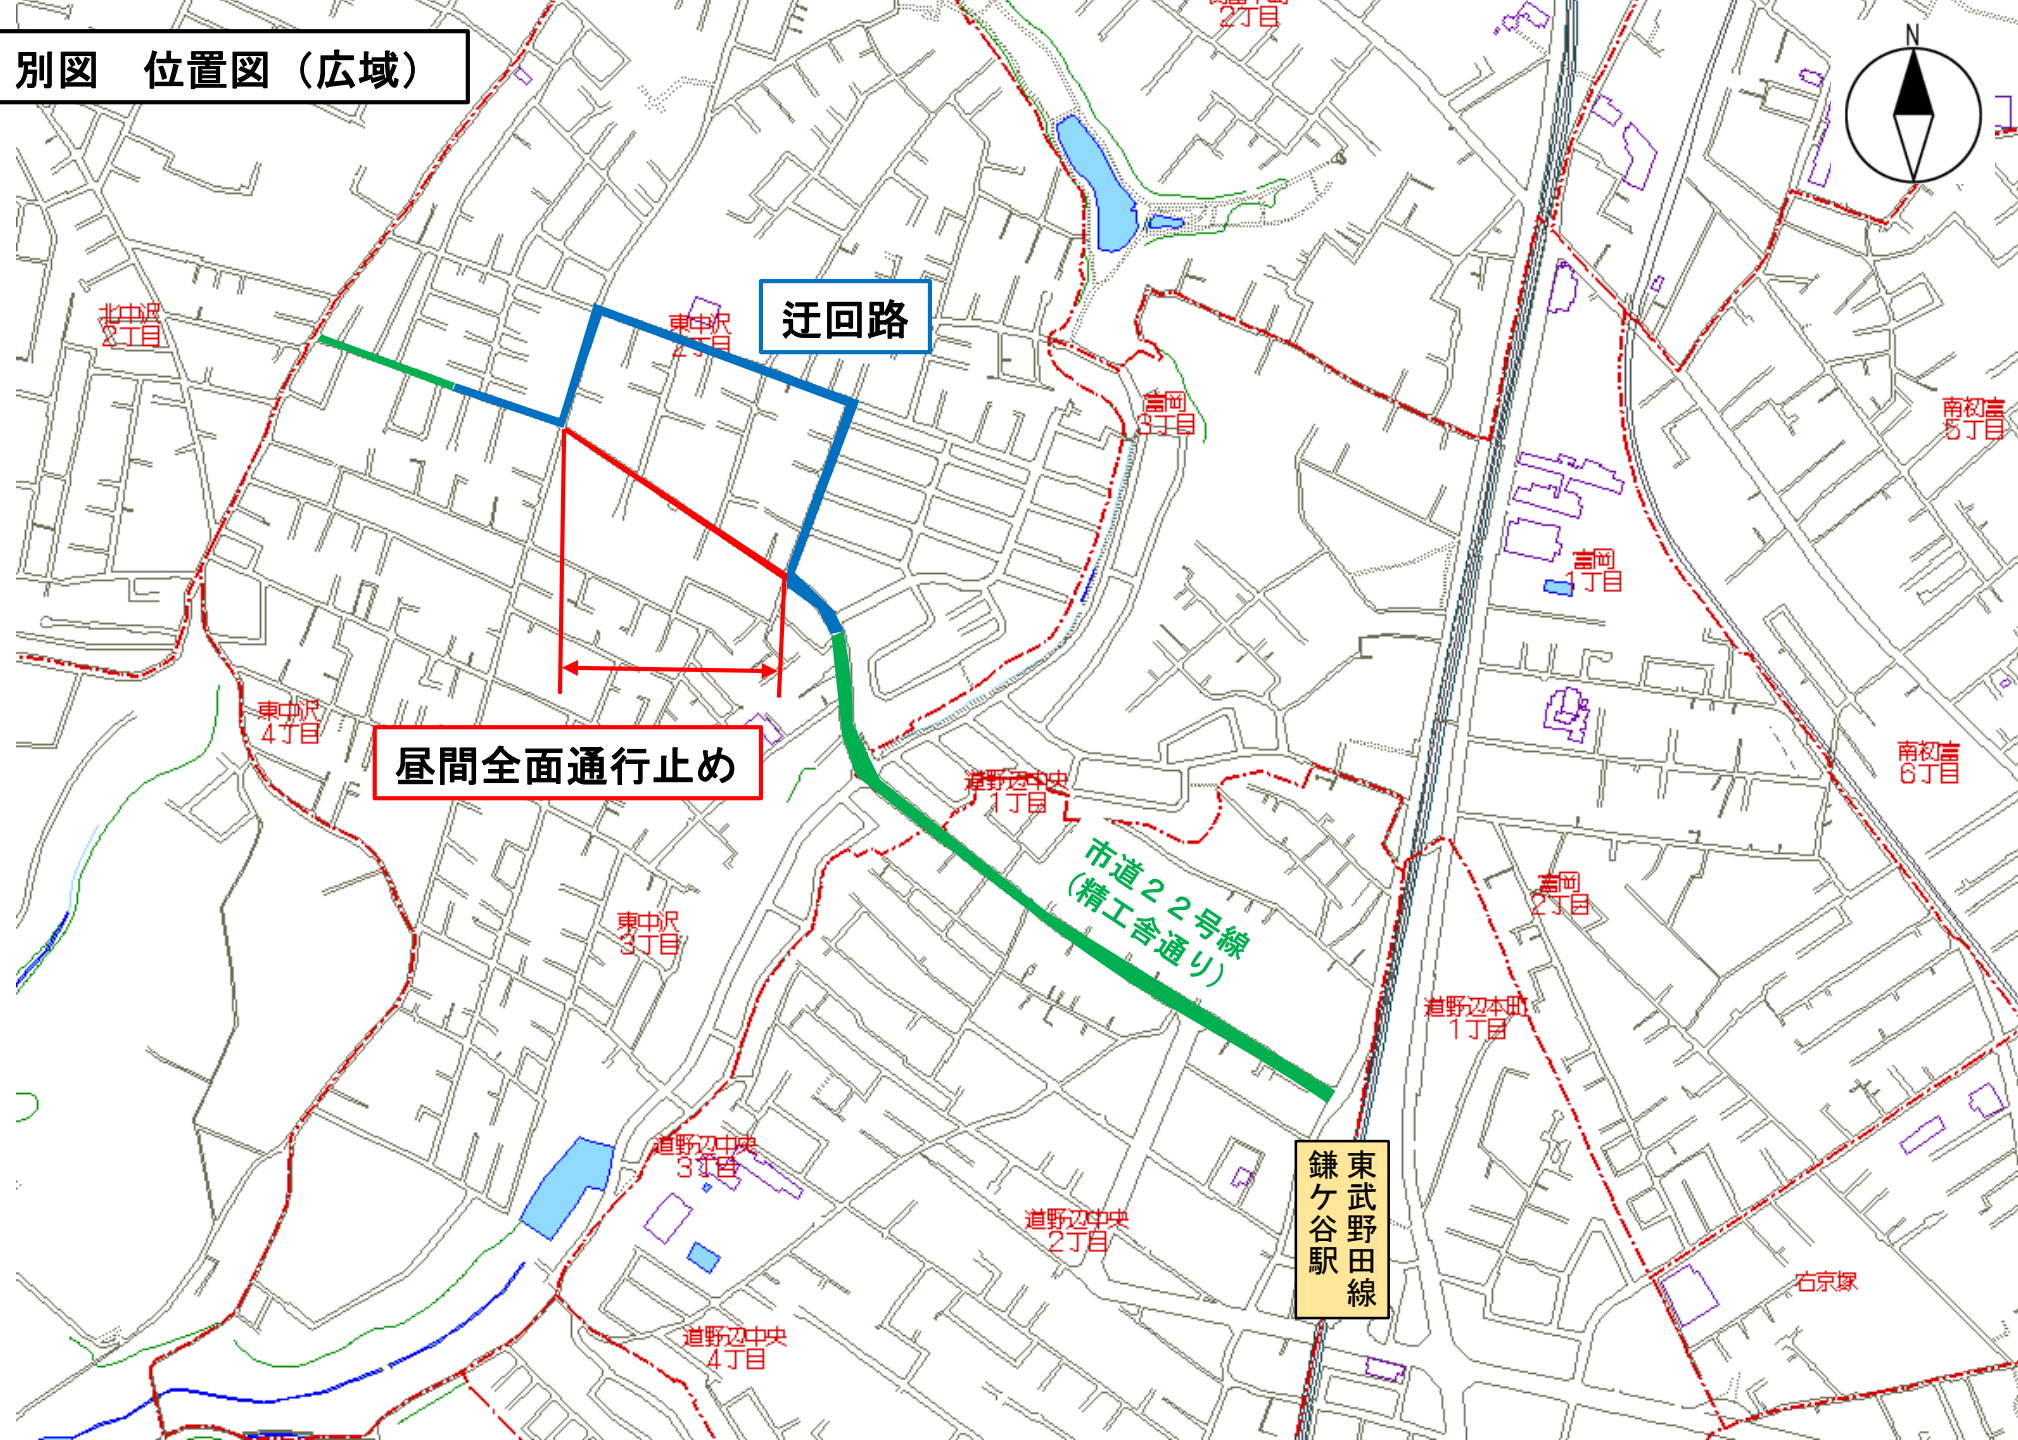 別図　位置図（広域）
N
2丁目
北中沢
2丁目
東中沢
2丁目
迂回路
富岡
3丁目
南初富
5丁目
富岡
1丁目
東中沢
4丁目
昼間全面通行止め
道野辺中央
1丁目
南初富
6丁目
市道２２号線
（精工舎通り）
富岡
2丁目
東中沢
3丁目
道野辺本町
1丁目
道野辺中央
3丁目
道野辺中央
2丁目
東武野田線
鎌ケ谷駅
右京塚
道野辺中央
4丁目